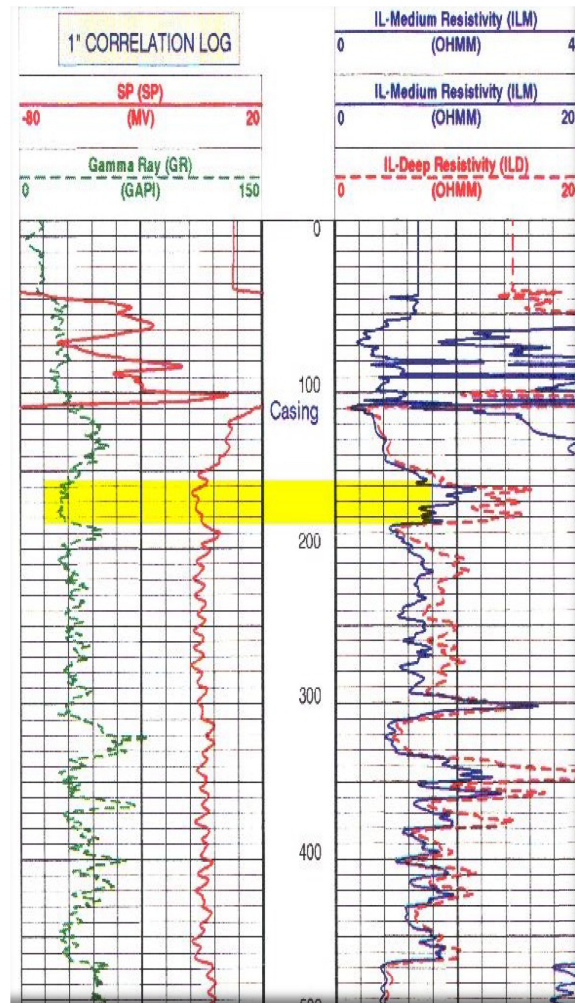 1" CORRELATION LOG
IL-Medium Resistivity (ILM)
0 (OHMM) 4
SP (SP)
-80 (MV) 20
IL-Medium Resistivity (ILM)
0 (OHMM) 20
Gamma Ray (GR)
0 (GAPI) 150
IL-Deep Resistivity (ILD)
0 (OHMM) 20
0
100
Casing
200
300
400